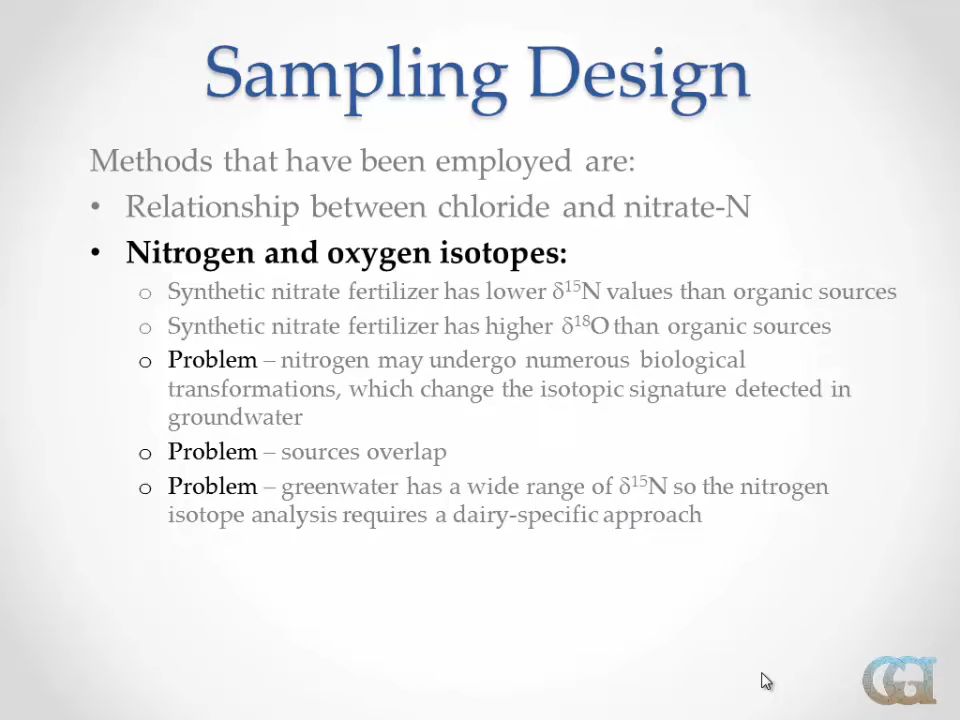 Sampling Design
Methods that have been employed are:
• Relationship between chloride and nitrate-N
• Nitrogen and oxygen isotopes:
o Synthetic nitrate fertilizer has lower δ¹⁵N values than organic sources
o Synthetic nitrate fertilizer has higher δ¹⁸O than organic sources
o Problem – nitrogen may undergo numerous biological
transformations, which change the isotopic signature detected in
groundwater
o Problem – sources overlap
o Problem – greenwater has a wide range of δ¹⁵N so the nitrogen
isotope analysis requires a dairy-specific approach